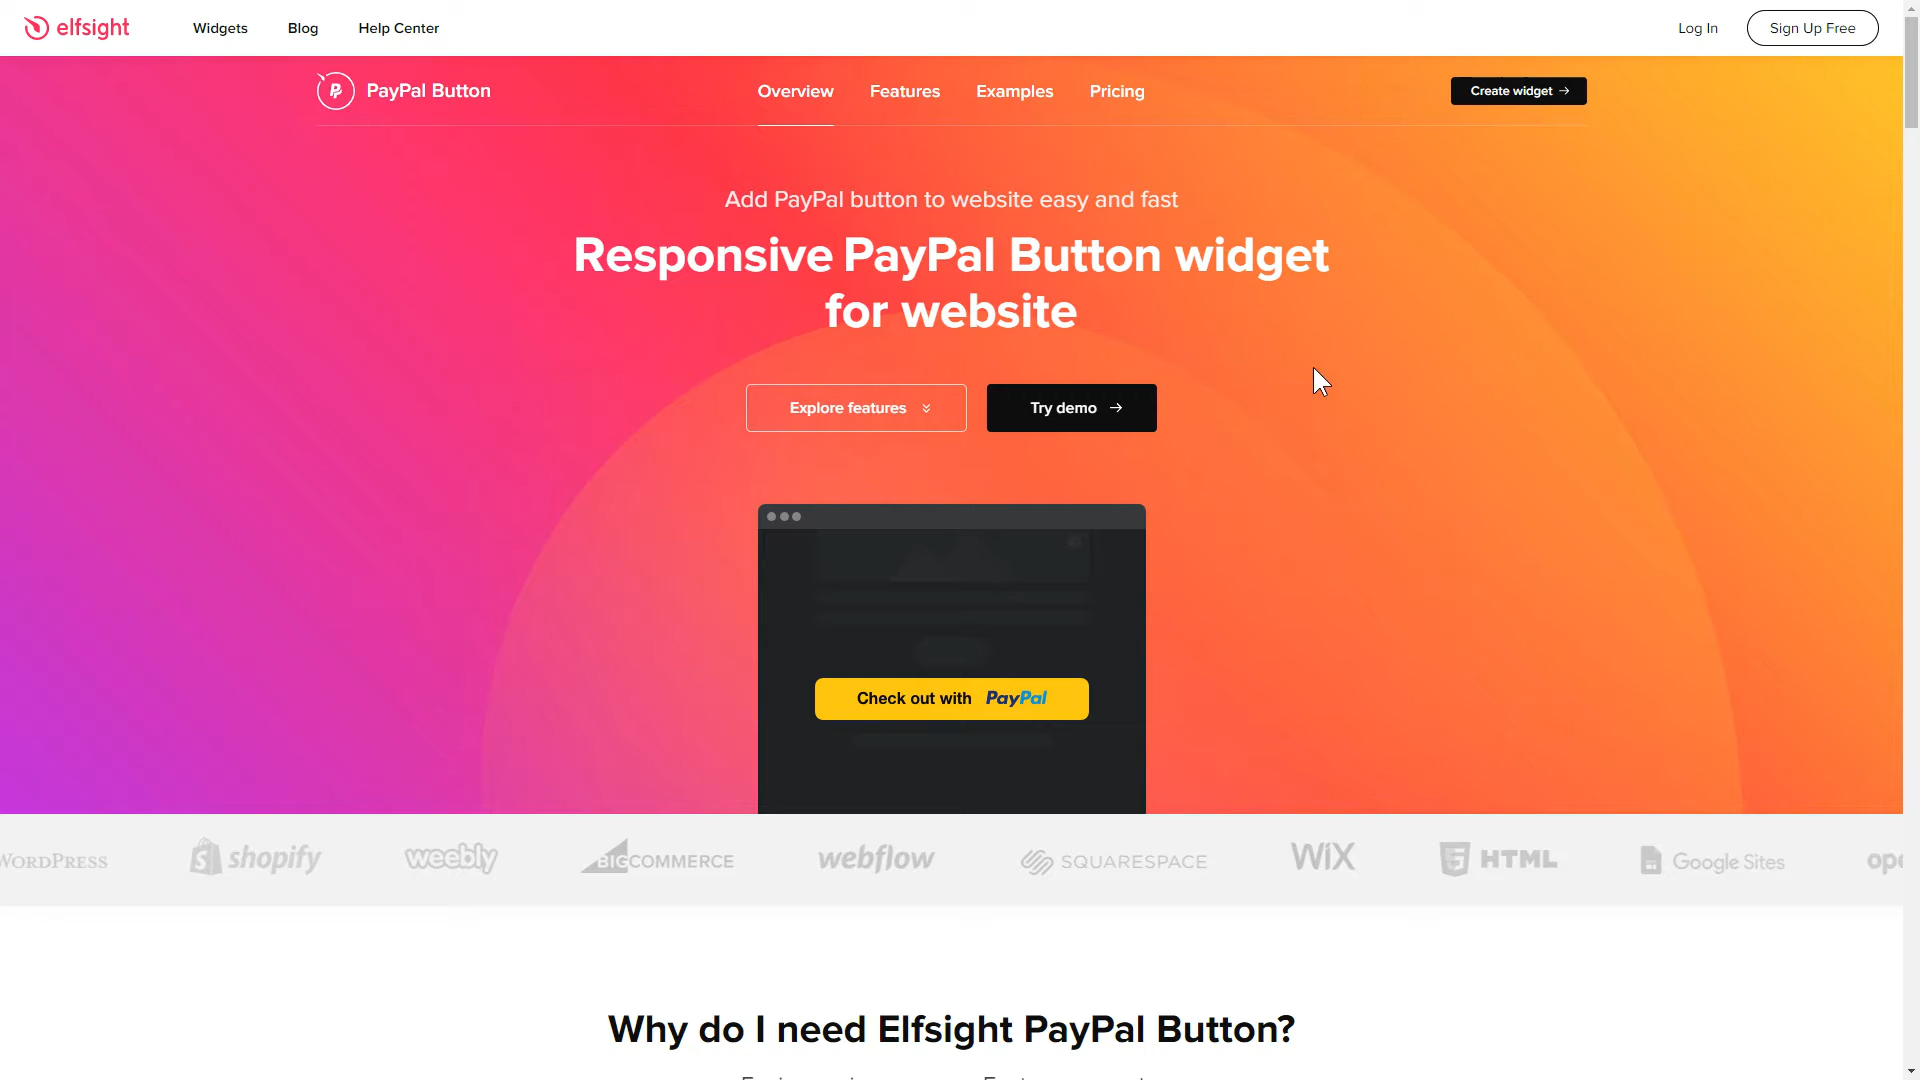 elfsight
Widgets
Blog
Help Center
Log In
Sign Up Free
PayPal Button
Overview
Features
Examples
Pricing
Create widget →
Add PayPal button to website easy and fast
Responsive PayPal Button widget
for website
Explore features
Try demo →
Check out with PayPal
WORDPRESS
shopify
weebly
BIGCOMMERCE
webflow
SQUARESPACE
WiX
HTML
Google Sites
Why do I need Elfsight PayPal Button?